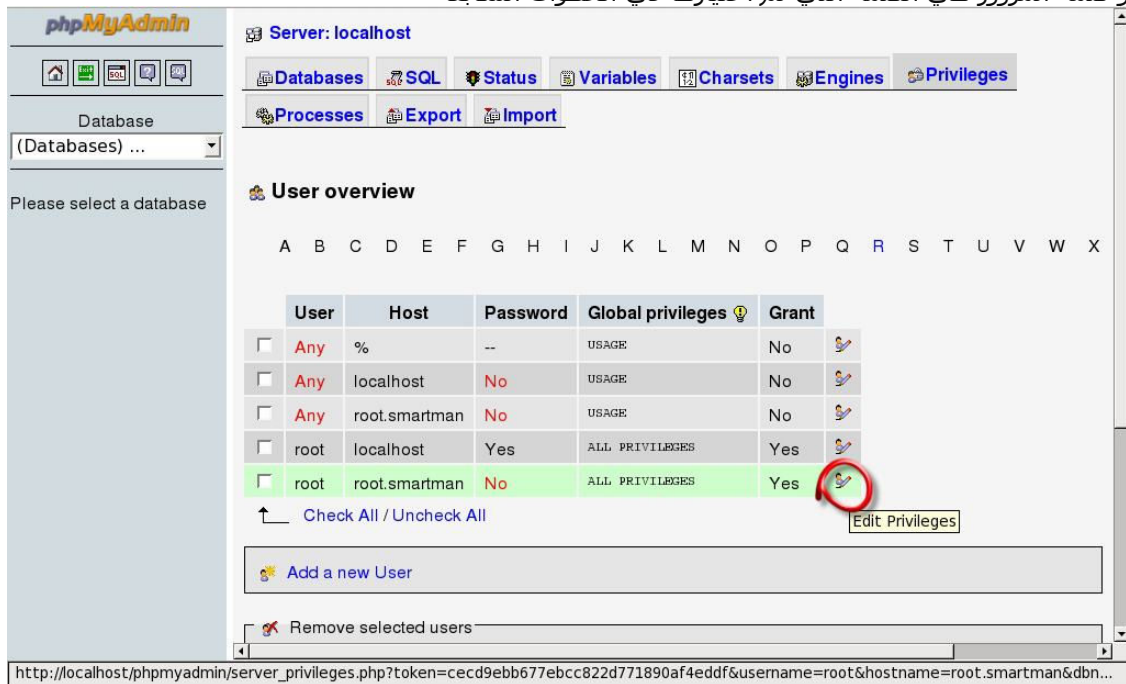 phpMyAdmin
Database
(Databases) ...
Please select a database
Server: localhost
Databases SQL Status Variables Charsets Engines Privileges
Processes Export Import
User overview
A B C D E F G H I J K L M N O P Q R S T U V W X
User Host Password Global privileges Grant
Any % -- USAGE No
Any localhost No USAGE No
Any root.smartman No USAGE No
root localhost Yes ALL PRIVILEGES Yes
root root.smartman No ALL PRIVILEGES Yes
Check All / Uncheck All
Edit Privileges
Add a new User
Remove selected users
http://localhost/phpmyadmin/server_privileges.php?token=cecd9ebb677ebcc822d771890af4eddf&username=root&hostname=root.smartman&dbn...